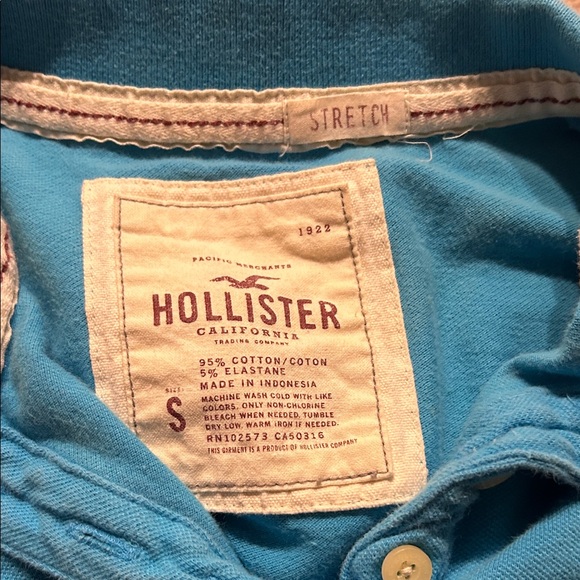 STRETCH
1922
PACIFIC MERCHANTS
HOLLISTER
CALIFORNIA
TRADING COMPANY
95% COTTON/COTON
5% ELASTANE
MADE IN INDONESIA
SIZE:
S
MACHINE WASH COLD WITH LIKE
COLORS. ONLY NON-CHLORINE
BLEACH WHEN NEEDED. TUMBLE
DRY LOW. WARM IRON IF NEEDED.
RN102573 CA50316
THIS GARMENT IS A PRODUCT OF HOLLISTER COMPANY